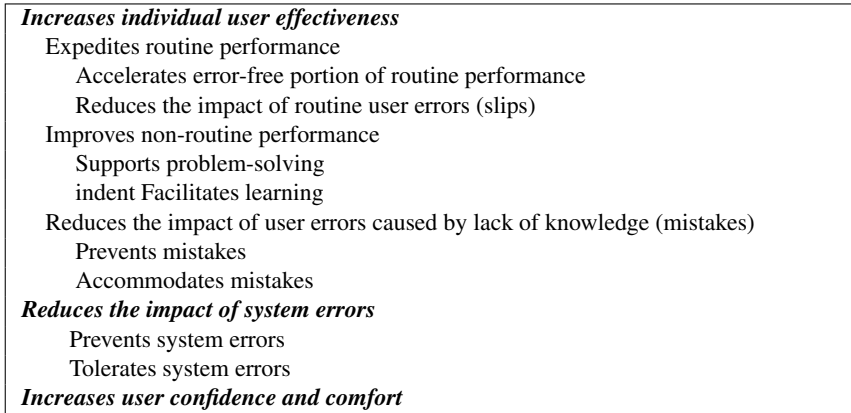 Increases individual user effectiveness
Expedites routine performance
Accelerates error-free portion of routine performance
Reduces the impact of routine user errors (slips)
Improves non-routine performance
Supports problem-solving
indent Facilitates learning
Reduces the impact of user errors caused by lack of knowledge (mistakes)
Prevents mistakes
Accommodates mistakes
Reduces the impact of system errors
Prevents system errors
Tolerates system errors
Increases user confidence and comfort